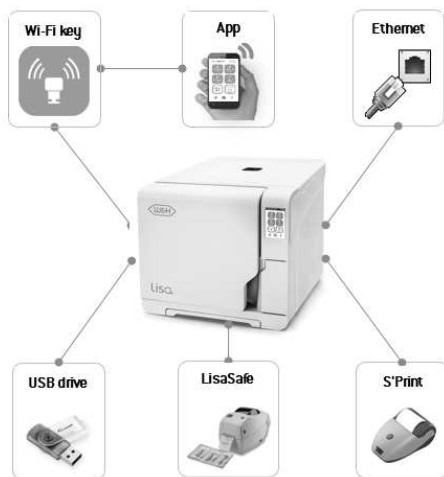 Wi-Fi key
App
Ethernet
W&H
Lisa
USB drive
LisaSafe
S'Print